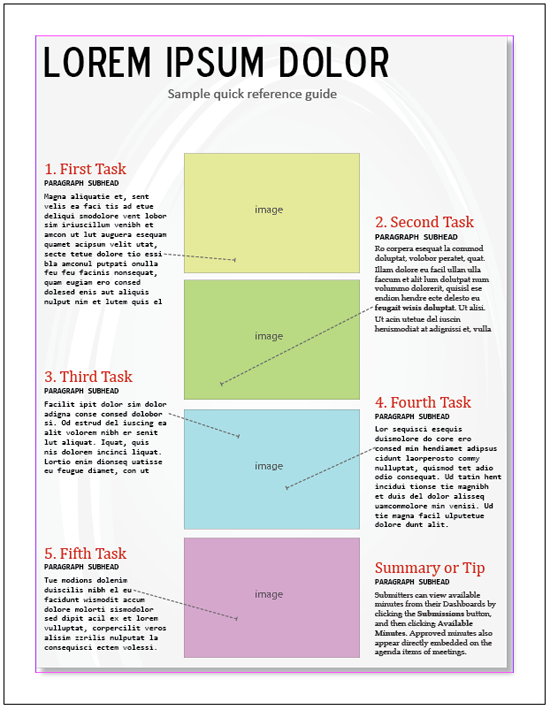 LOREM IPSUM DOLOR
Sample quick reference guide
1. First Task
PARAGRAPH SUBHEAD
Magna aliquatie et, sent
velis ea faci tis ad etue
deliqui smodolore vent lobor
sim iriuscillum venibh et
amcon ut lut auguera esequam
quamet acipsum velit utat,
secte tetue dolore tio essi
bla amconul putpati onulla
feu feu facinis nonsequat,
quam eugiam ero consed
dolesed enis aut aliquis
nulput nim et lutem quis el
image
2. Second Task
PARAGRAPH SUBHEAD
Ro corpera esequat la commod
doluptat, volobor peratet, quat.
Illam dolore eu facil ullan ulla
faccum et alit lum dolutpat num
volummo dolorerit, quisisl ese
endion hendre ecte delesto eu
feugait wisis doluptat. Ut alisi.
Ut acin utetue del iuscin
henismodiat at adignissi et, vulla
image
3. Third Task
PARAGRAPH SUBHEAD
Facilit ipit dolor sim dolor
adigna conse consed dolobor
si. Od estrud del iuscing ea
alit volorem nibh er senit
lut aliquat. Iquat, quis
nis dolorem incinci liquat.
Lortio enim dionseq uatisse
eu feugue diamet, con ut
image
4. Fourth Task
PARAGRAPH SUBHEAD
Lor sequisci esequis
duismolore do core ero
consed min hendiamet adipsus
cidunt laorperosto commy
nulluptat, quismod tet adio
odio consequat. Ud tatin hent
incidui tionse tie magnibh
et duis del dolor alisseq
uamcommolore min venisi. Ud
tie magna facil ulputetue
dolore dunt alit.
5. Fifth Task
PARAGRAPH SUBHEAD
Tue modions dolenim
duiscilis nibh el eu
facidunt wismodit accum
dolore molorti sismodolor
sed dipit acil ex et lorem
vulluptat, corpercilit veros
alisim zzrilis nulputat la
consequisci estem volessi.
image
Summary or Tip
PARAGRAPH SUBHEAD
Submitters can view available
minutes from their Dashboards by
clicking the Submissions button,
and then clicking Available
Minutes. Approved minutes also
appear directly embedded on the
agenda items of meetings.